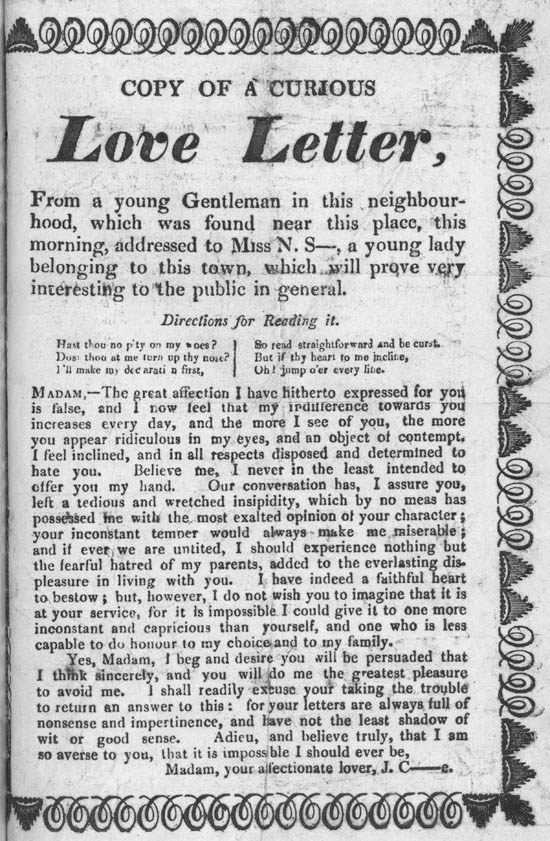 COPY OF A CURIOUS
Love Letter,
From a young Gentleman in this neighbour-
hood, which was found near this place, this
morning, addressed to Miss N. S—, a young lady
belonging to this town, which will prove very
interesting to the public in general.
Directions for Reading it.
Hast thou no pity on my woes?
Dost thou at me turn up thy nose?
I'll make my declarati n first,
So read straightforward and be curst.
But if thy heart to me incline,
Oh! jump o'er every line.
MADAM,—The great affection I have hitherto expressed for you
is false, and I now feel that my indifference towards you
increases every day, and the more I see of you, the more
you appear ridiculous in my eyes, and an object of contempt.
I feel inclined, and in all respects disposed and determined to
hate you. Believe me, I never in the least intended to
offer you my hand. Our conversation has, I assure you,
left a tedious and wretched insipidity, which by no meas has
possessed me with the most exalted opinion of your character;
your inconstant temner would always make me miserable;
and if ever we are untited, I should experience nothing but
the fearful hatred of my parents, added to the everlasting dis-
pleasure in living with you. I have indeed a faithful heart
to bestow; but, however, I do not wish you to imagine that it is
at your service, for it is impossible I could give it to one more
inconstant and capricious than yourself, and one who is less
capable to do honour to my choice and to my family.
Yes, Madam, I beg and desire you will be persuaded that
I think sincerely, and you will do me the greatest pleasure
to avoid me. I shall readily excuse your taking the trouble
to return an answer to this: for your letters are always full of
nonsense and impertinence, and have not the least shadow of
wit or good sense. Adieu, and believe truly, that I am
so averse to you, that it is impossible I should ever be,
Madam, your affectionate lover, J. C——e.